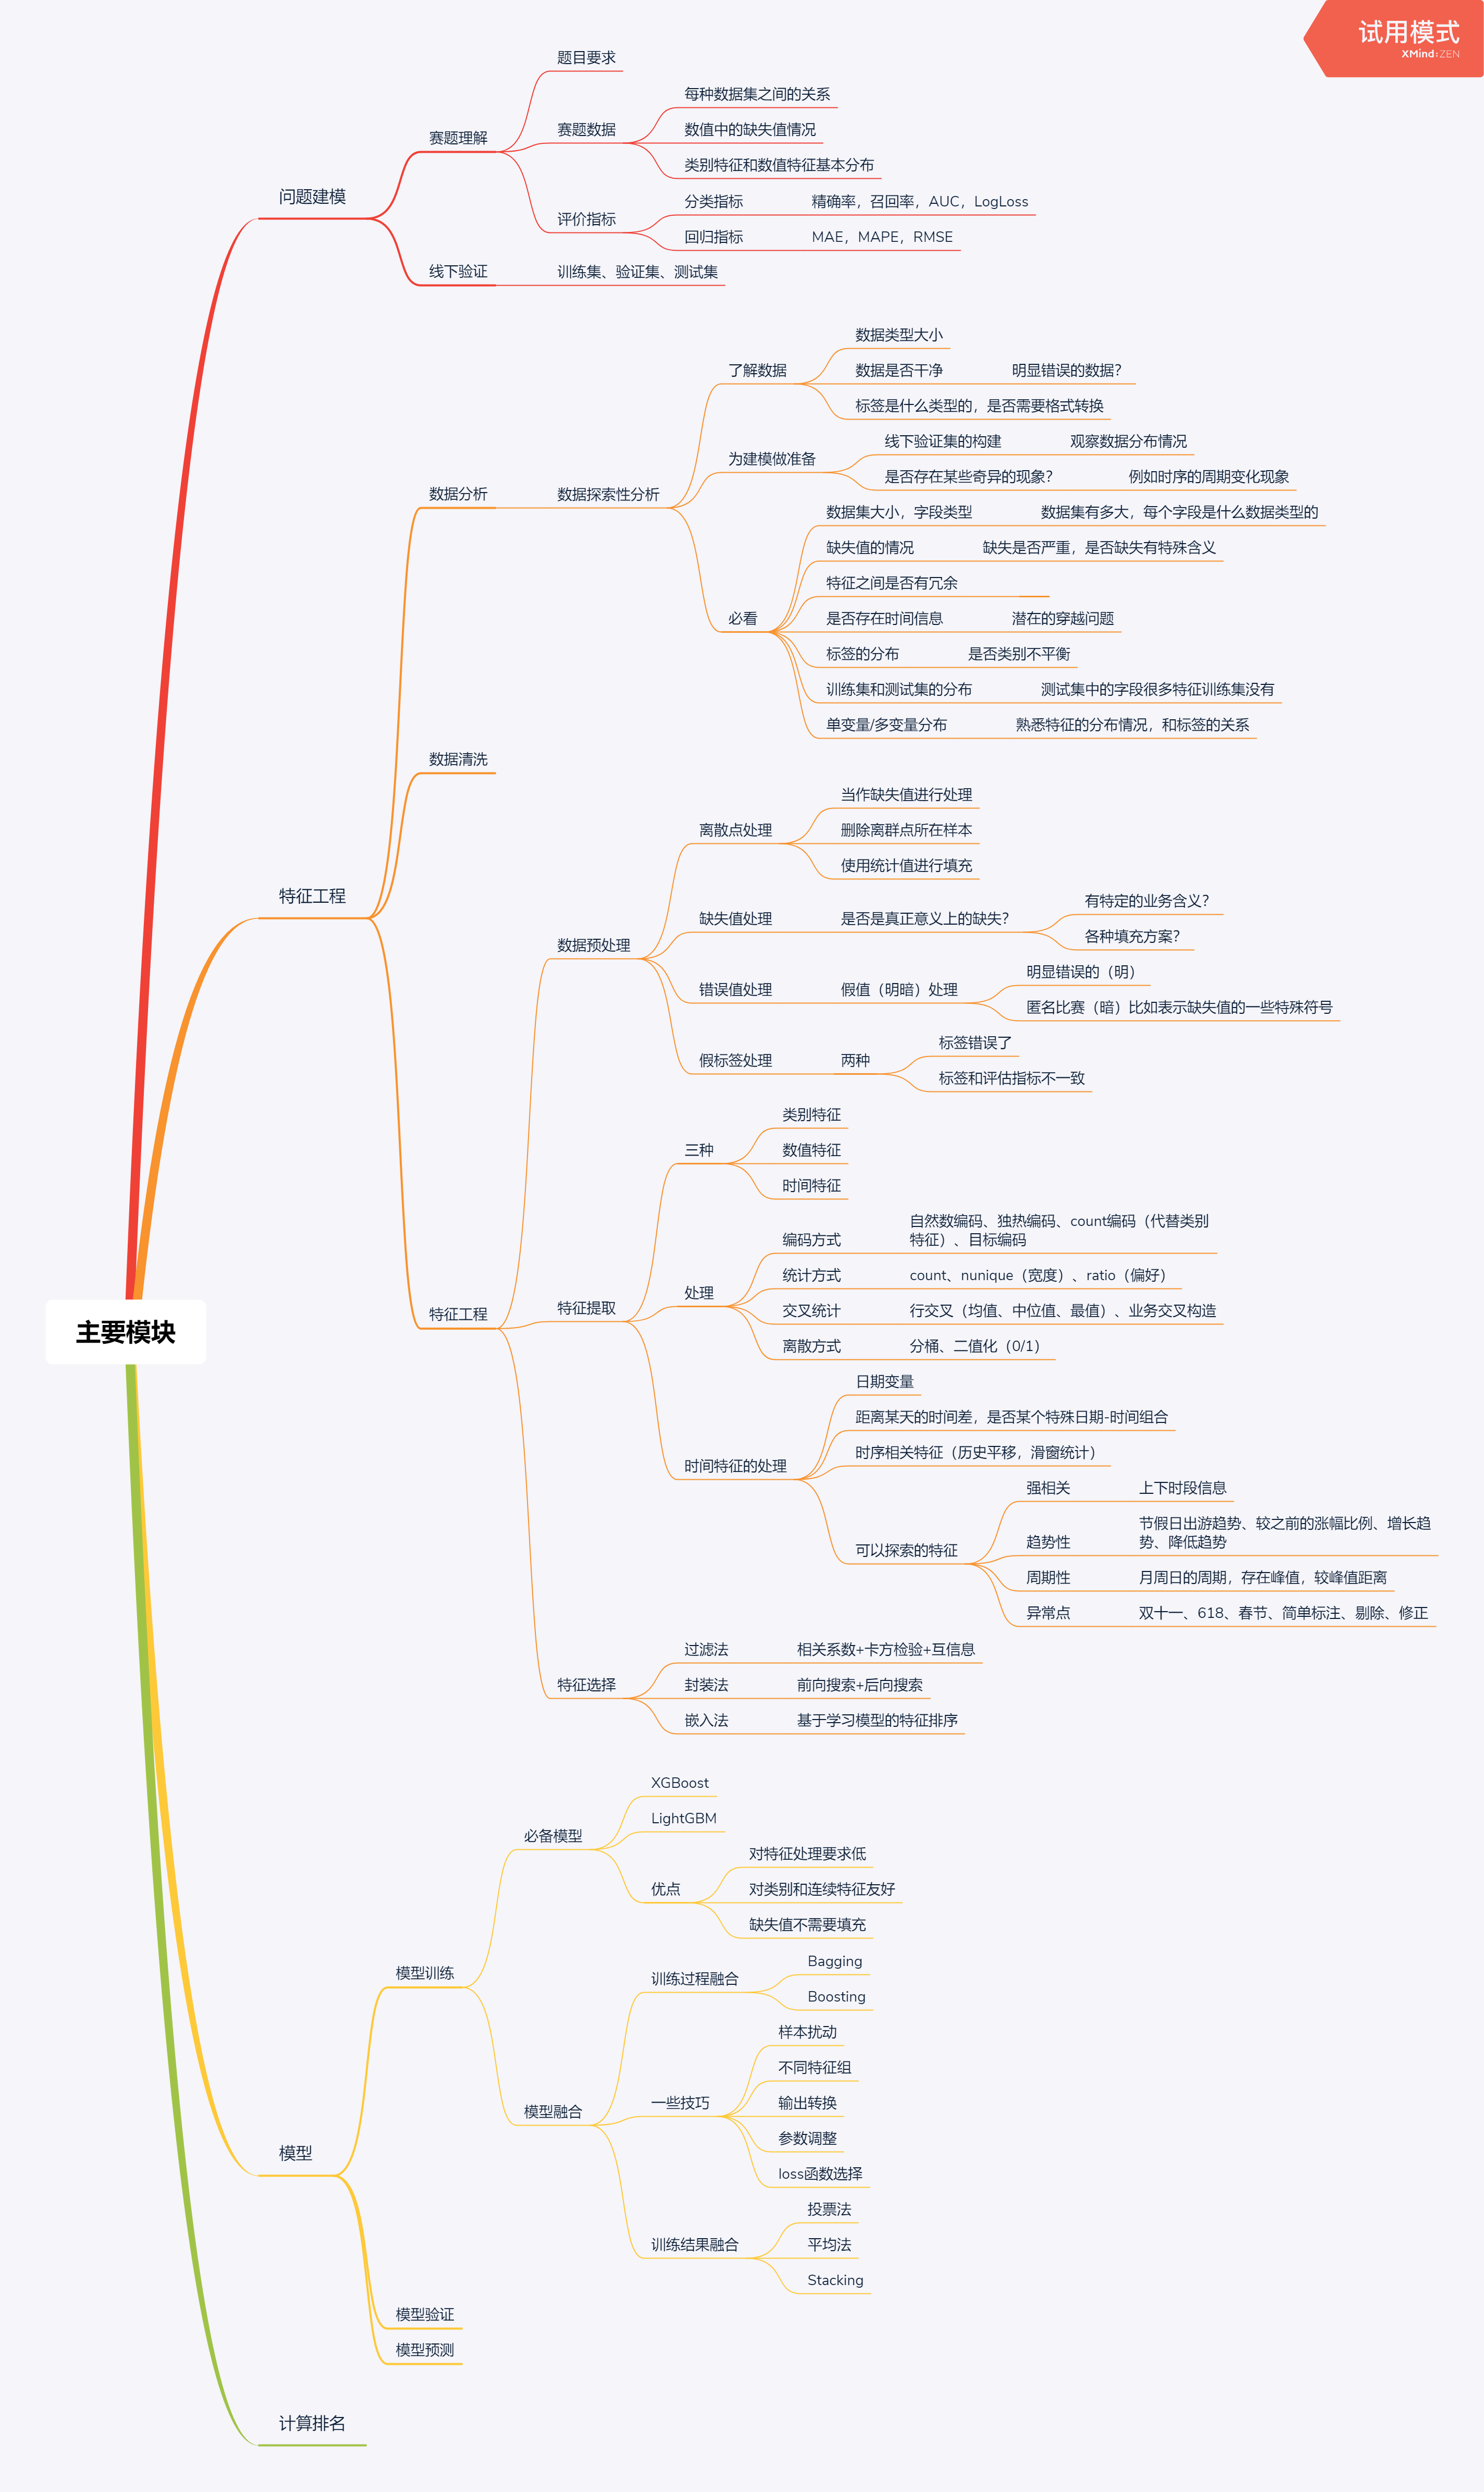 试用模式
XMind:ZEN
主要模块
问题建模
赛题理解
题目要求
赛题数据
每种数据集之间的关系
数值中的缺失值情况
类别特征和数值特征基本分布
评价指标
分类指标
精确率，召回率，AUC，LogLoss
回归指标
MAE，MAPE，RMSE
线下验证
训练集、验证集、测试集
特征工程
数据分析
数据探索性分析
了解数据
数据类型大小
数据是否干净
明显错误的数据？
标签是什么类型的，是否需要格式转换
为建模做准备
线下验证集的构建
观察数据分布情况
是否存在某些奇异的现象？
例如时序的周期变化现象
必看
数据集大小，字段类型
数据集有多大，每个字段是什么数据类型的
缺失值的情况
缺失是否严重，是否缺失有特殊含义
特征之间是否有冗余
是否存在时间信息
潜在的穿越问题
标签的分布
是否类别不平衡
训练集和测试集的分布
测试集中的字段很多特征训练集没有
单变量/多变量分布
熟悉特征的分布情况，和标签的关系
数据清洗
特征工程
数据预处理
离散点处理
当作缺失值进行处理
删除离群点所在样本
使用统计值进行填充
缺失值处理
是否是真正意义上的缺失？
有特定的业务含义？
各种填充方案？
错误值处理
假值（明暗）处理
明显错误的（明）
匿名比赛（暗）比如表示缺失值的一些特殊符号
假标签处理
两种
标签错误了
标签和评估指标不一致
特征提取
三种
类别特征
数值特征
时间特征
处理
编码方式
自然数编码、独热编码、count编码（代替类别
特征）、目标编码
统计方式
count、nunique（宽度）、ratio（偏好）
交叉统计
行交叉（均值、中位值、最值）、业务交叉构造
离散方式
分桶、二值化（0/1）
时间特征的处理
日期变量
距离某天的时间差，是否某个特殊日期-时间组合
时序相关特征（历史平移，滑窗统计）
可以探索的特征
强相关
上下时段信息
趋势性
节假日出游趋势、较之前的涨幅比例、增长趋
势、降低趋势
周期性
月周日的周期，存在峰值，较峰值距离
异常点
双十一、618、春节、简单标注、剔除、修正
特征选择
过滤法
相关系数+卡方检验+互信息
封装法
前向搜索+后向搜索
嵌入法
基于学习模型的特征排序
模型
模型训练
必备模型
XGBoost
LightGBM
优点
对特征处理要求低
对类别和连续特征友好
缺失值不需要填充
模型融合
训练过程融合
Bagging
Boosting
一些技巧
样本扰动
不同特征组
输出转换
参数调整
loss函数选择
训练结果融合
投票法
平均法
Stacking
模型验证
模型预测
计算排名